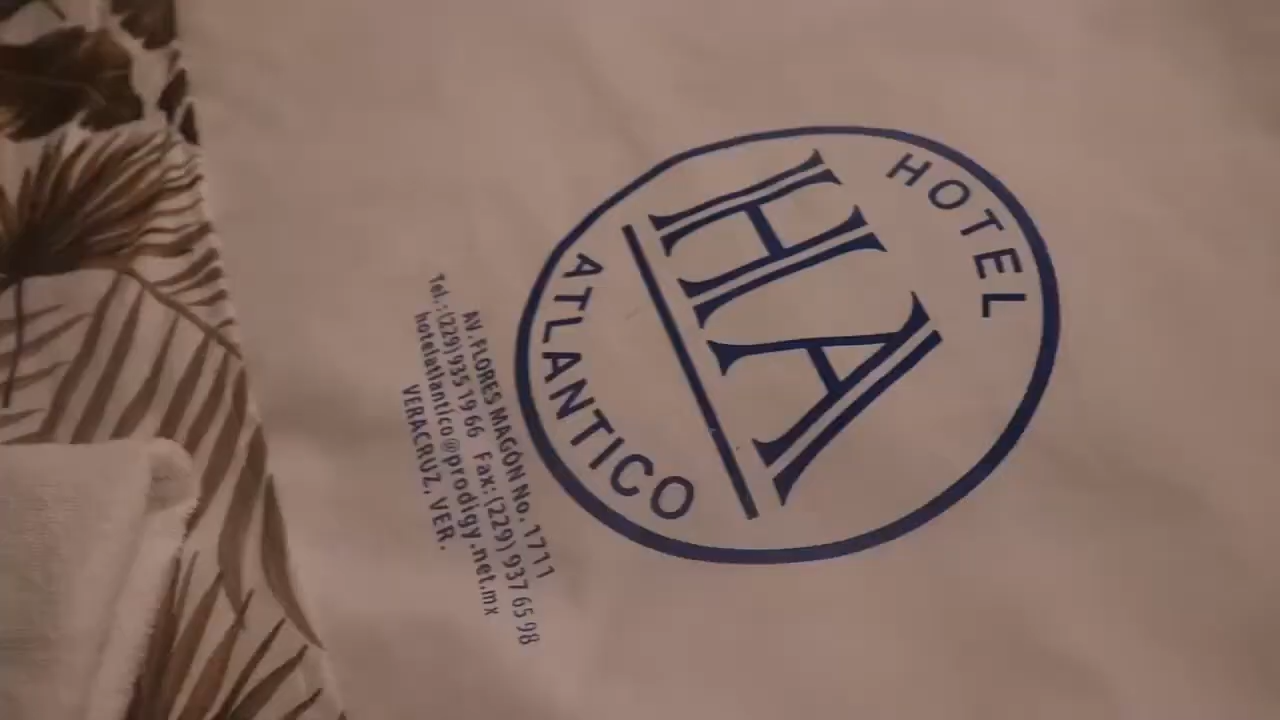 HOTEL
HA
ATLANTICO
AV. FLORES MAGÓN No. 1711
Tel.: (229) 935 19 66 Fax: (229) 937 65 98
hotelatlantico@prodigy.net.mx
VERACRUZ, VER.